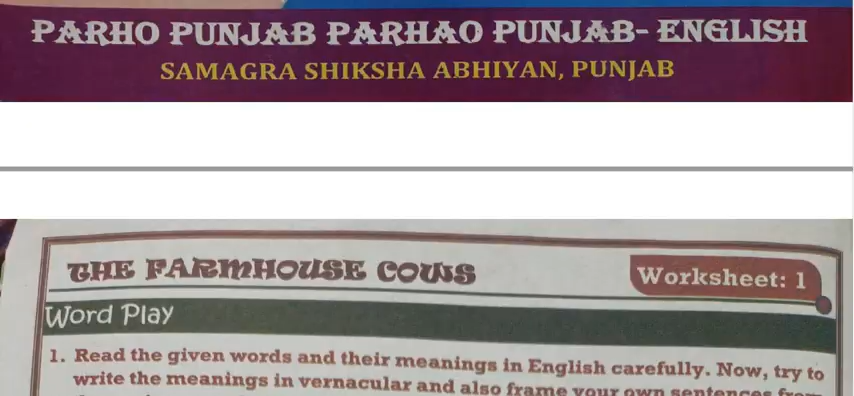 PARHO PUNJAB PARHAO PUNJAB- ENGLISH
SAMAGRA SHIKSHA ABHIYAN, PUNJAB
THE FARMHOUSE COWS
Worksheet: 1
Word Play
1. Read the given words and their meanings in English carefully. Now, try to
write the meanings in vernacular and also frame your own sentences from